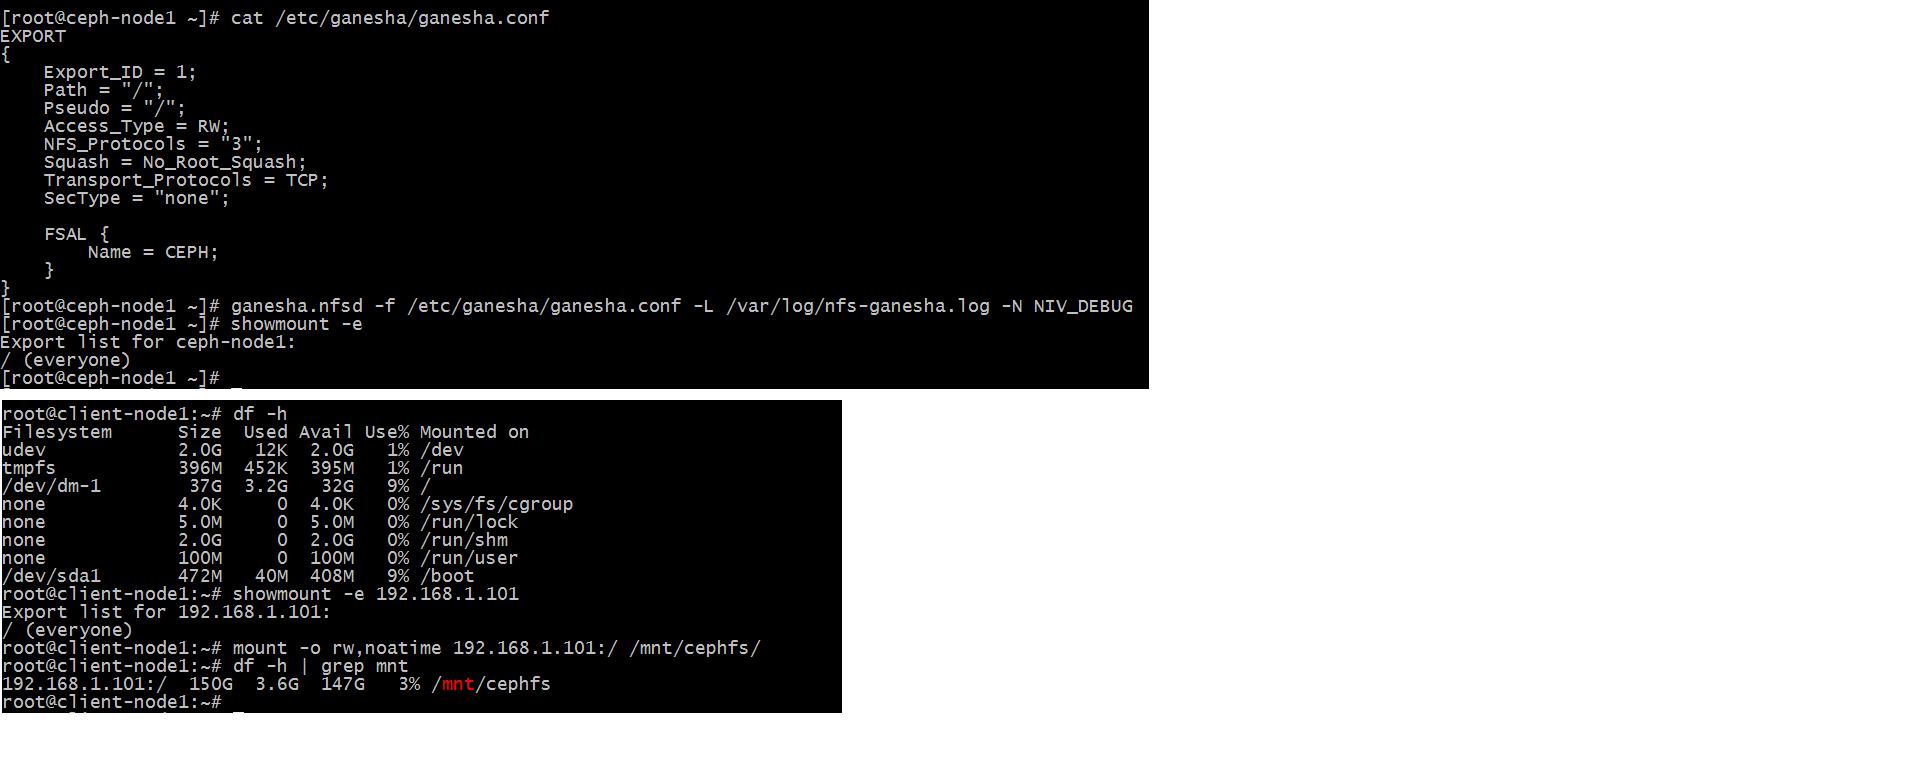 [root@ceph-node1 ~]# cat /etc/ganesha/ganesha.conf
EXPORT
{
    Export_ID = 1;
    Path = "/";
    Pseudo = "/";
    Access_Type = RW;
    NFS_Protocols = "3";
    Squash = No_Root_Squash;
    Transport_Protocols = TCP;
    SecType = "none";

    FSAL {
        Name = CEPH;
    }
}
[root@ceph-node1 ~]# ganesha.nfsd -f /etc/ganesha/ganesha.conf -L /var/log/nfs-ganesha.log -N NIV_DEBUG
[root@ceph-node1 ~]# showmount -e
Export list for ceph-node1:
/ (everyone)
[root@ceph-node1 ~]#
root@client-node1:~# df -h
Filesystem      Size  Used Avail Use% Mounted on
udev            2.0G   12K  2.0G   1% /dev
tmpfs           396M  452K  395M   1% /run
/dev/dm-1        37G  3.2G   32G   9% /
none            4.0K     0  4.0K   0% /sys/fs/cgroup
none            5.0M     0  5.0M   0% /run/lock
none            2.0G     0  2.0G   0% /run/shm
none            100M     0  100M   0% /run/user
/dev/sda1       472M   40M  408M   9% /boot
root@client-node1:~# showmount -e 192.168.1.101
Export list for 192.168.1.101:
/ (everyone)
root@client-node1:~# mount -o rw,noatime 192.168.1.101:/ /mnt/cephfs/
root@client-node1:~# df -h | grep mnt
192.168.1.101:/  150G  3.6G  147G   3% /mnt/cephfs
root@client-node1:~#